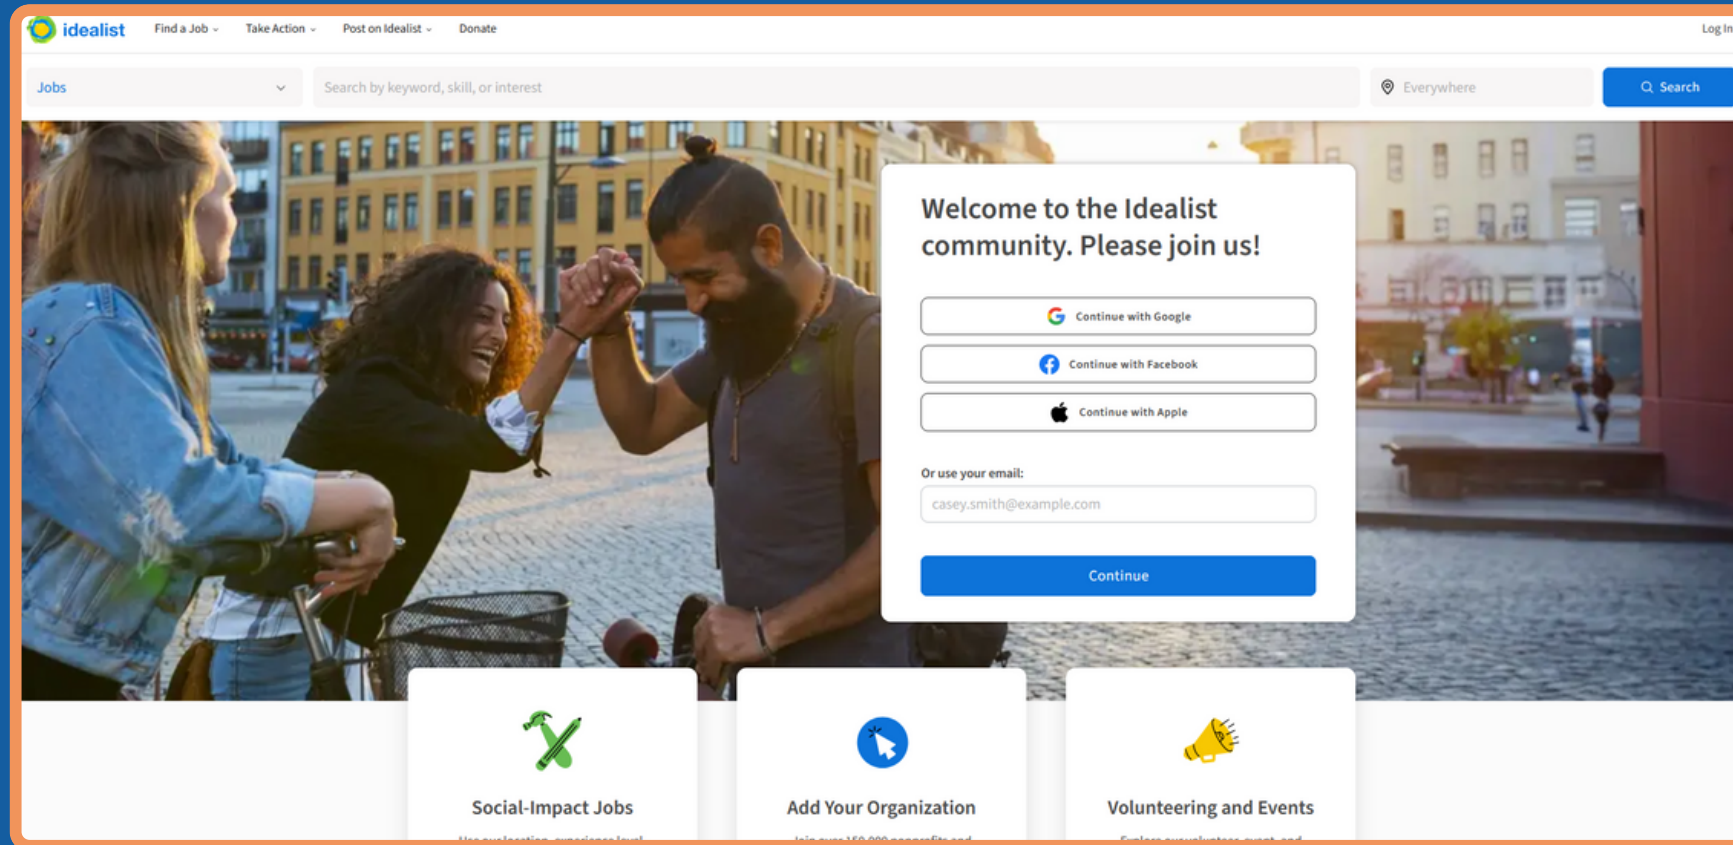 idealist
Find a Job
Take Action
Post on Idealist
Donate
Log In
Jobs
Search by keyword, skill, or interest
Everywhere
Search
Welcome to the Idealist
community. Please join us!
Continue with Google
Continue with Facebook
Continue with Apple
Or use your email:
casey.smith@example.com
Continue
Social-Impact Jobs
Add Your Organization
Volunteering and Events